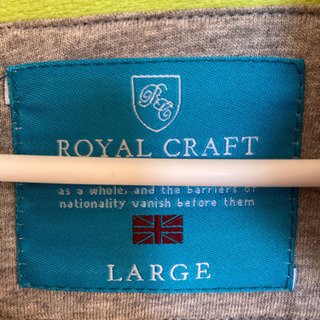 RC
ROYAL CRAFT
as a whole, and the barriers of
nationality vanish before them
LARGE